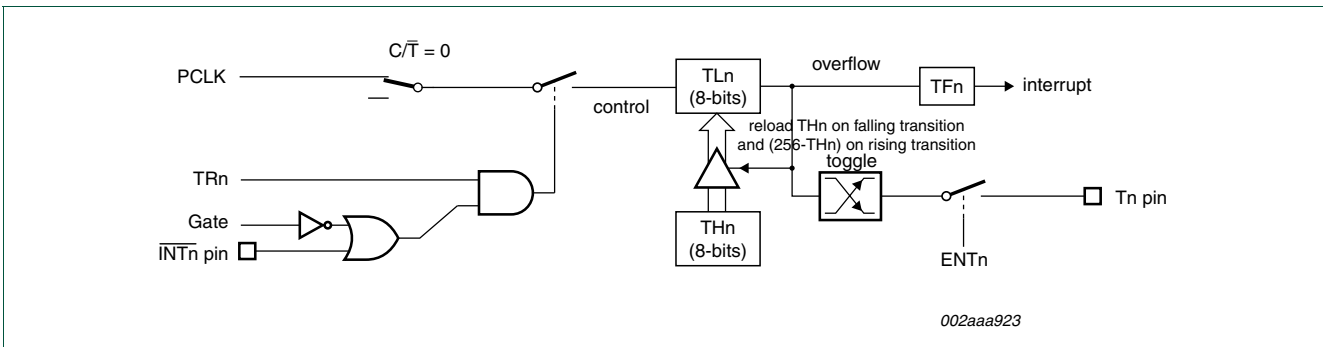 C/T̅ = 0
PCLK
TLn
(8-bits)
overflow
TFn
interrupt
control
reload THn on falling transition
and (256-THn) on rising transition
toggle
TRn
Gate
I̅N̅T̅n̅ pin
THn
(8-bits)
Tn pin
ENTn
002aaa923